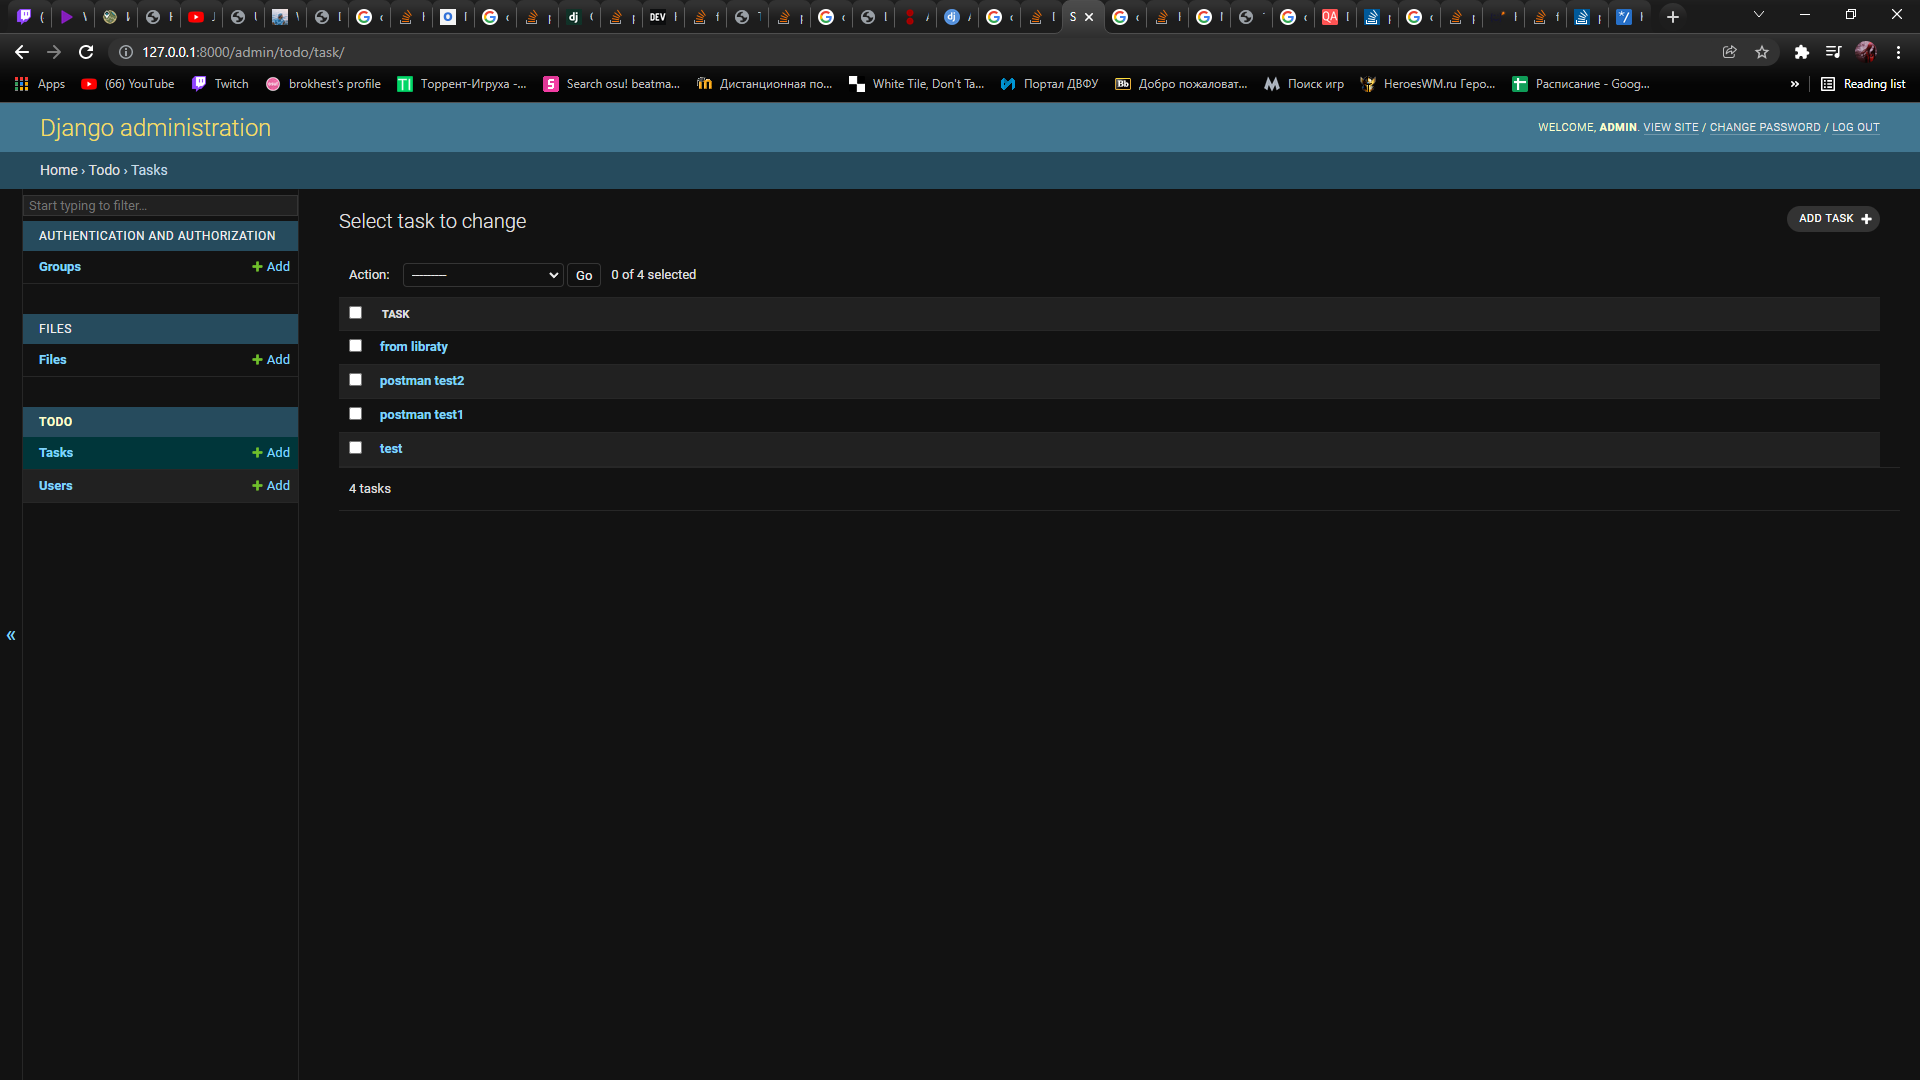 S
DEV
QA
127.0.0.1:8000/admin/todo/task/
Apps
(66) YouTube
Twitch
brokhest's profile
Торрент-Игруха -...
Search osu! beatma...
Дистанционная по...
White Tile, Don't Ta...
Портал ДВФУ
Bb
Добро пожаловат...
Поиск игр
HeroesWM.ru Геро...
Расписание - Goog...
»
Reading list
Django administration
WELCOME, ADMIN. VIEW SITE / CHANGE PASSWORD / LOG OUT
Home › Todo › Tasks
Start typing to filter...
AUTHENTICATION AND AUTHORIZATION
Groups
+ Add
FILES
Files
+ Add
TODO
Tasks
+ Add
Users
+ Add
«
Select task to change
ADD TASK +
Action:
---------
Go
0 of 4 selected
TASK
from libraty
postman test2
postman test1
test
4 tasks